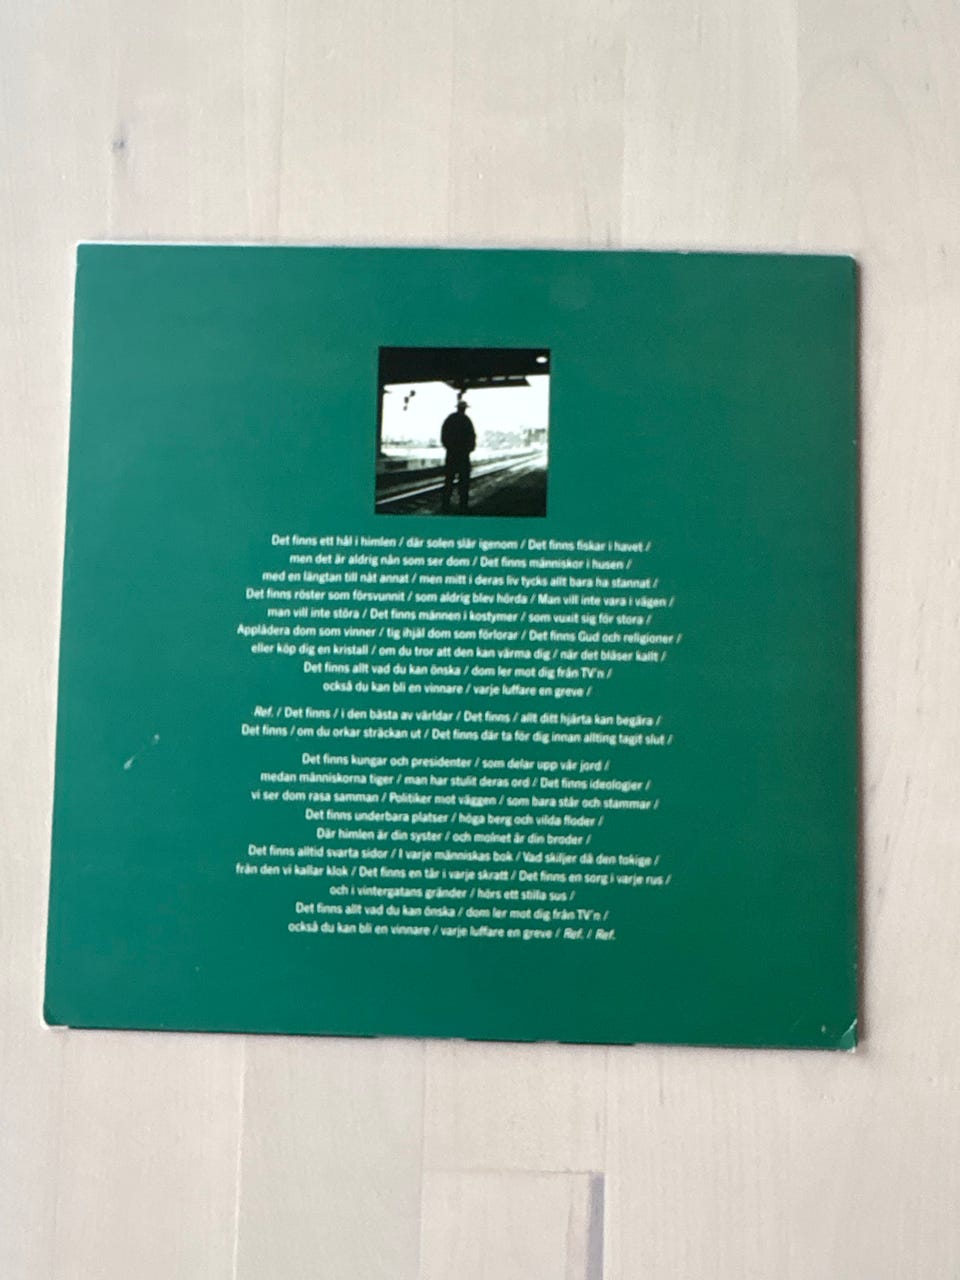 Det finns ett hål i himlen / där solen slår igenom / Det finns fiskar i havet /
men det är aldrig nån som ser dom / Det finns människor i husen /
med en längtan till nåt annat / men mitt i deras liv tycks allt bara ha stannat /
Det finns röster som försvunnit / som aldrig blev hörda / Man vill inte vara i vägen /
man vill inte störa / Det finns männen i kostymer / som vuxit sig för stora /
Applådera dom som vinner / tig ihjäl dom som förlorar / Det finns Gud och religioner /
eller köp dig en kristall / om du tror att den kan värma dig / när det blåser kallt /
Det finns allt vad du kan önska / dom ler mot dig från TV'n /
också du kan bli en vinnare / varje luffare en greve /
Ref. / Det finns / i den bästa av världar / Det finns / allt ditt hjärta kan begära /
Det finns / om du orkar sträckan ut / Det finns där ta för dig innan allting tagit slut /
Det finns kungar och presidenter / som delar upp vår jord /
medan människorna tiger / man har stulit deras ord / Det finns ideologier /
vi ser dom rasa samman / Politiker mot väggen / som bara står och stammar /
Det finns underbara platser / höga berg och vilda floder /
Där himlen är din syster / och molnet är din broder /
Det finns alltid svarta sidor / I varje människas bok / Vad skiljer då den tokige /
från den vi kallar klok / Det finns en tår i varje skratt / Det finns en sorg i varje rus /
och i vintergatans gränder / hörs ett stilla sus /
Det finns allt vad du kan önska / dom ler mot dig från TV'n /
också du kan bli en vinnare / varje luffare en greve / Ref. / Ref.